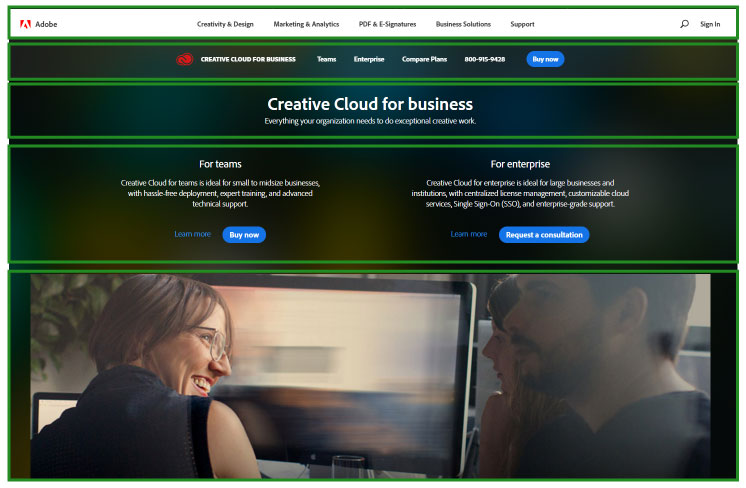 Adobe Creativity & Design Marketing & Analytics PDF & E-Signatures Business Solutions Support Sign In
CREATIVE CLOUD FOR BUSINESS Teams Enterprise Compare Plans 800-915-9428 Buy now
Creative Cloud for business
Everything your organization needs to do exceptional creative work.
For teams
Creative Cloud for teams is ideal for small to midsize businesses,
with hassle-free deployment, expert training, and advanced
technical support.
Learn more Buy now
For enterprise
Creative Cloud for enterprise is ideal for large businesses and
institutions, with centralized license management, customizable cloud
services, Single Sign-On (SSO), and enterprise-grade support.
Learn more Request a consultation